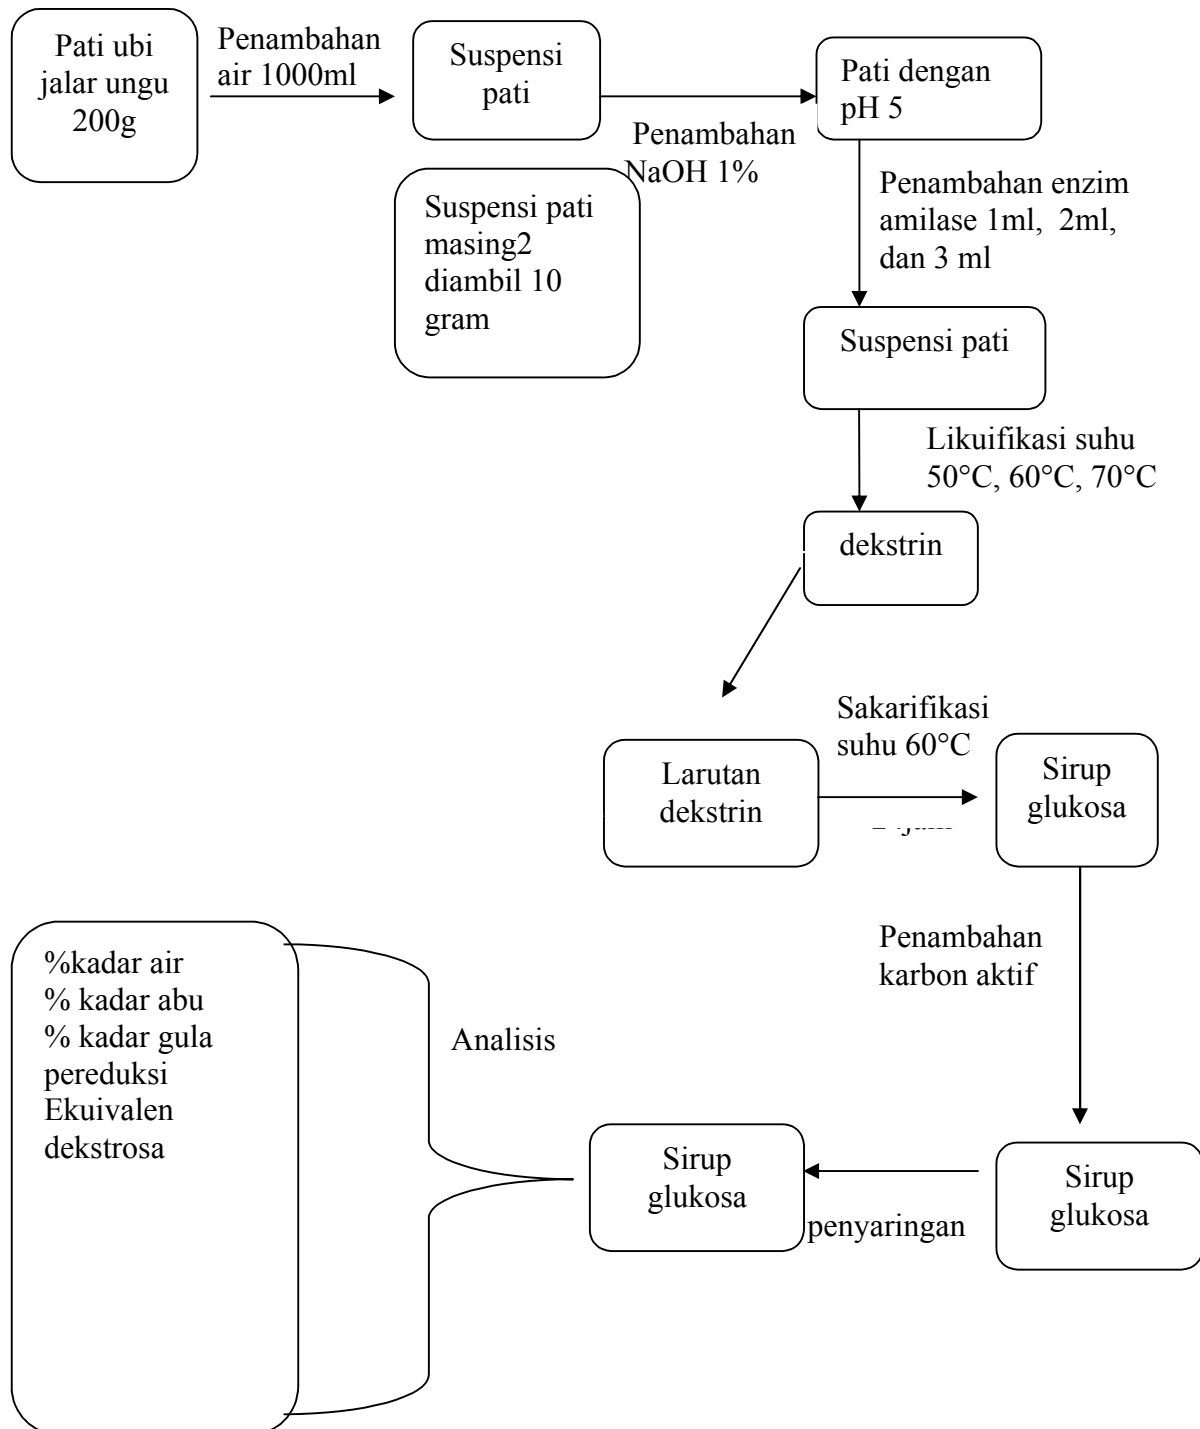 Pati ubi
jalar ungu
200g
Penambahan
air 1000ml
Suspensi
pati
Penambahan
NaOH 1%
Pati dengan
pH 5
Suspensi pati
masing2
diambil 10
gram
Penambahan enzim
amilase 1ml,  2ml,
dan 3 ml
Suspensi pati
Likuifikasi suhu
50°C, 60°C, 70°C
dekstrin
Larutan
dekstrin
Sakarifikasi
suhu 60°C
Sirup
glukosa
Penambahan
karbon aktif
Sirup
glukosa
penyaringan
Sirup
glukosa
Analisis
%kadar air
% kadar abu
% kadar gula
pereduksi
Ekuivalen
dekstrosa